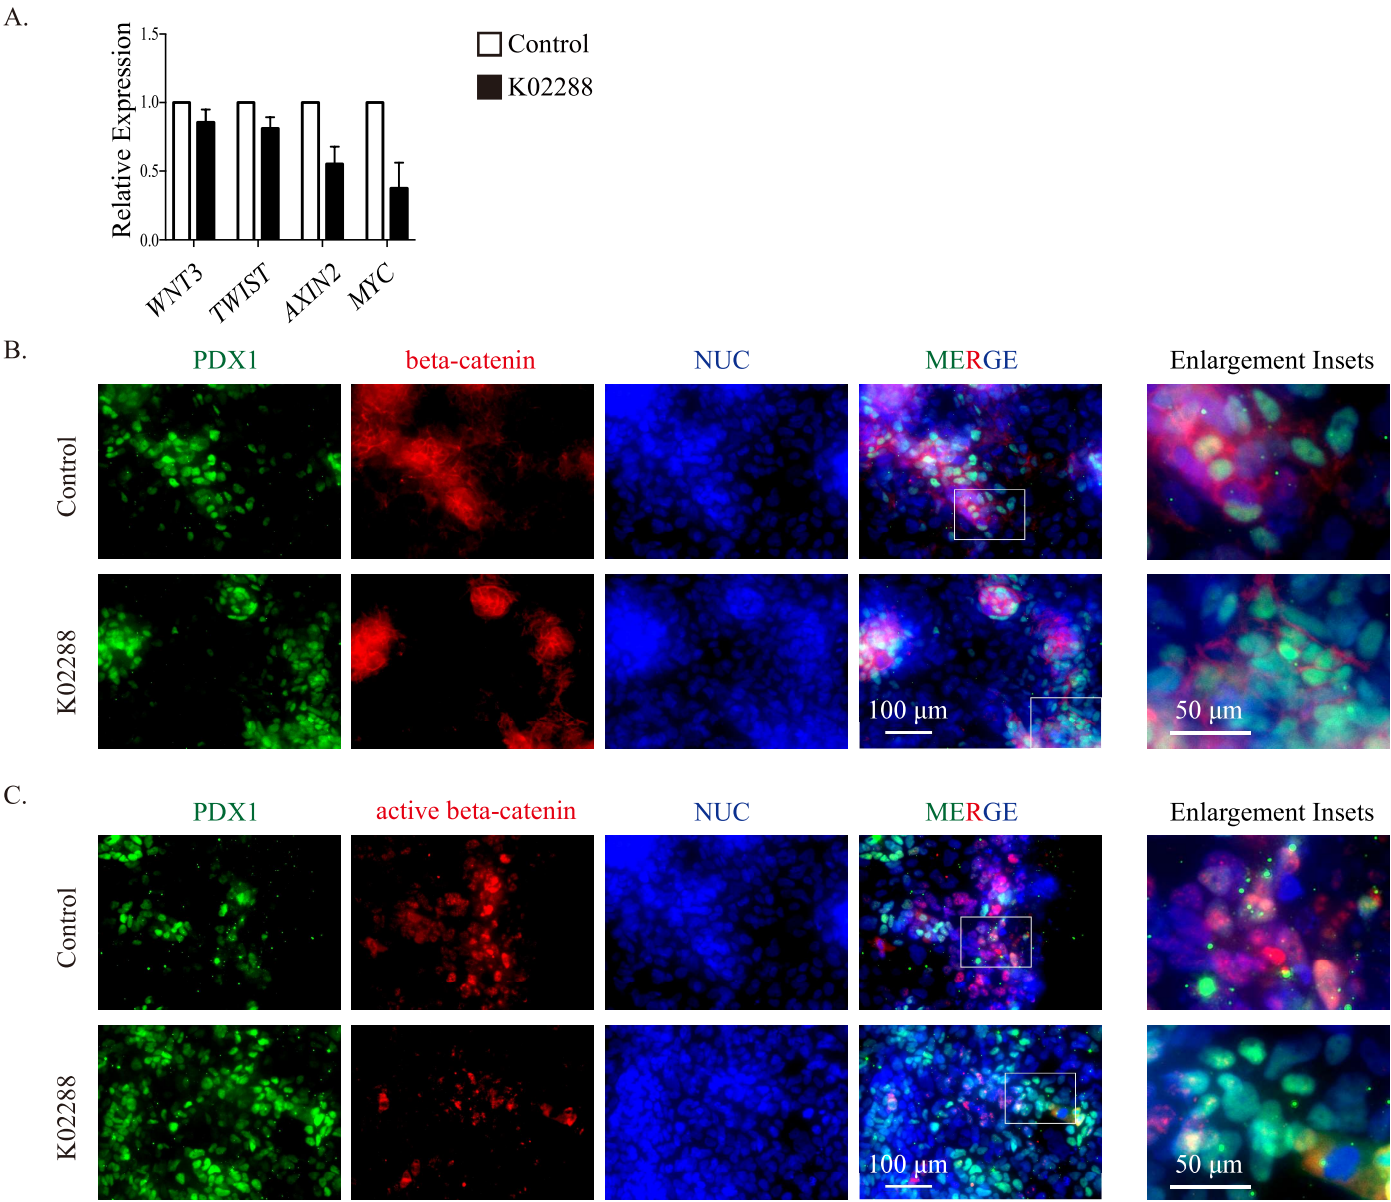 A.
Relative Expression
1.5
1.0
0.5
0.0
WNT3
TWIST
AXIN2
MYC
Control
K02288
B.
PDX1
beta-catenin
NUC
MERGE
Enlargement Insets
Control
K02288
100 μm
50 μm
C.
PDX1
active beta-catenin
NUC
MERGE
Enlargement Insets
Control
K02288
100 μm
50 μm